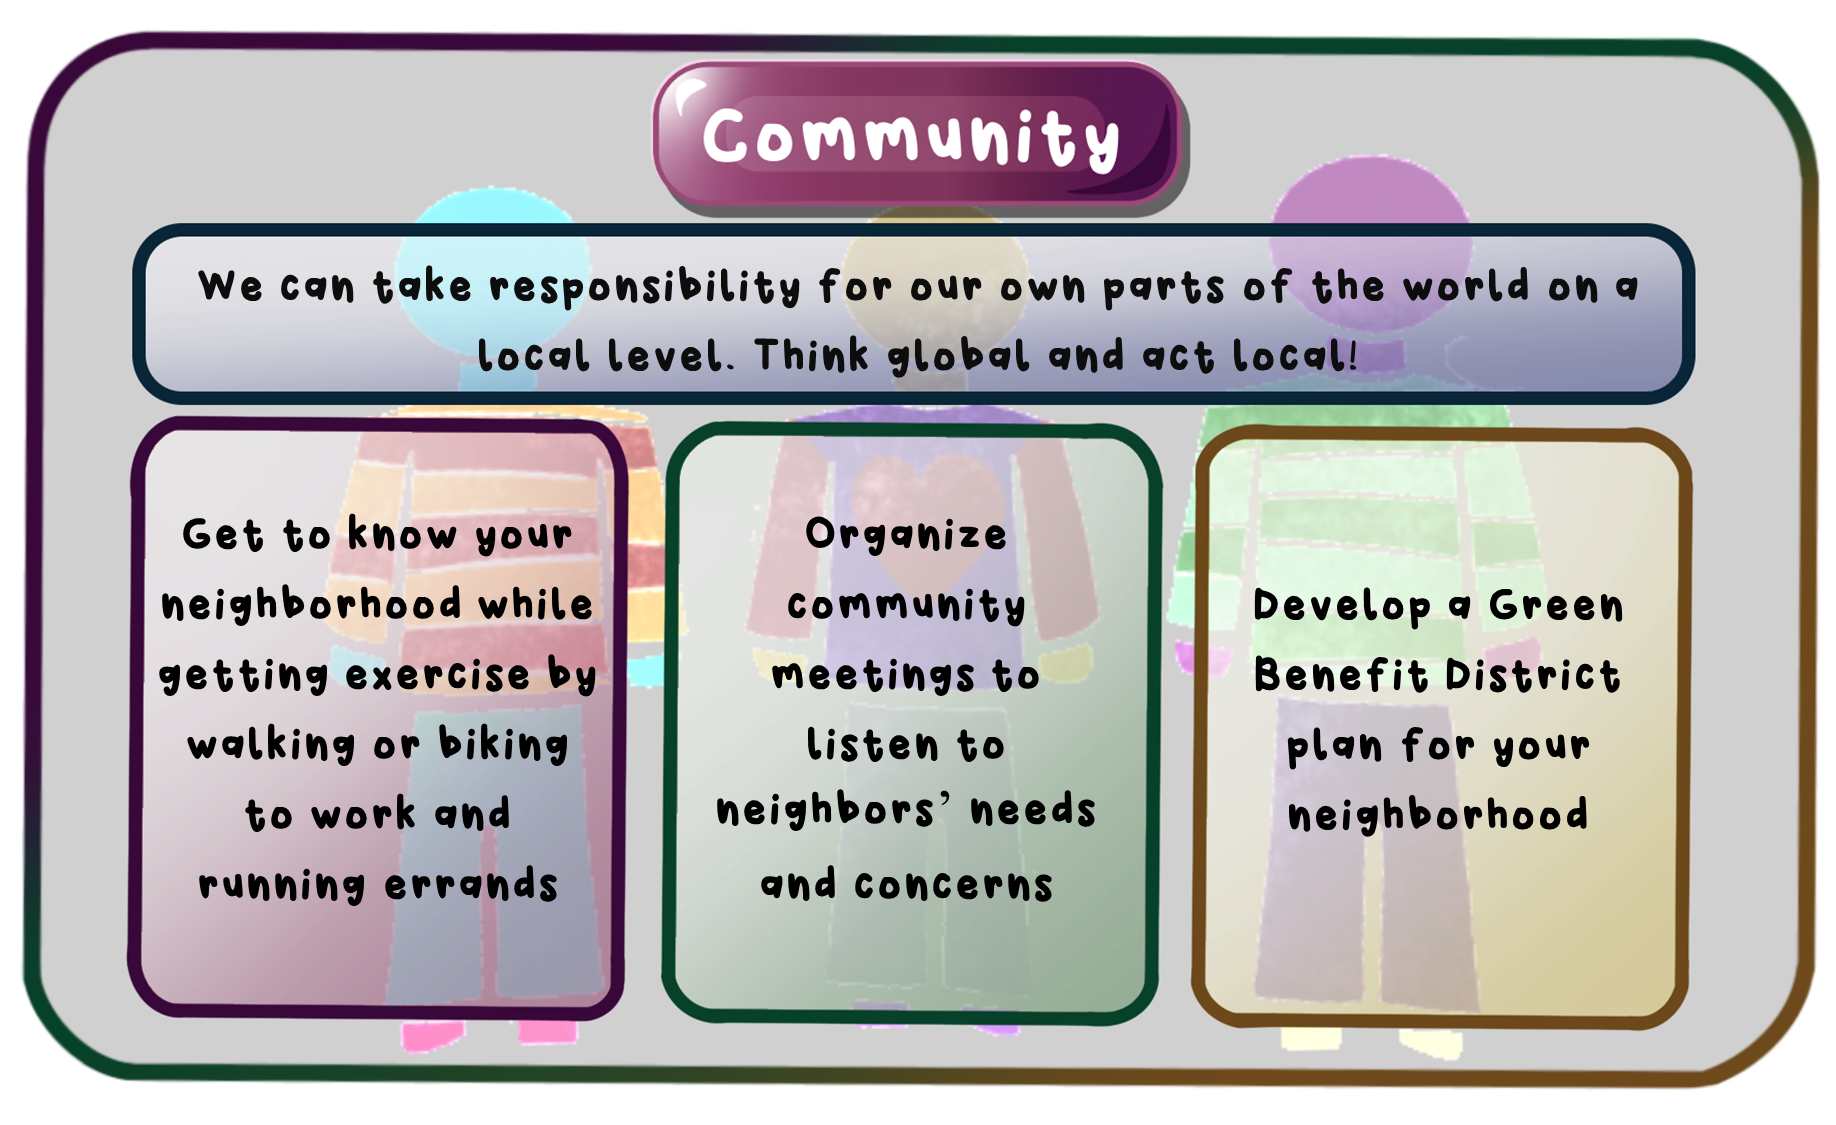 Community
We can take responsibility for our own parts of the world on a
local level. Think global and act local!
Get to know your
neighborhood while
getting exercise by
walking or biking
to work and
running errands
Organize
community
meetings to
listen to
neighbors’ needs
and concerns
Develop a Green
Benefit District
plan for your
neighborhood